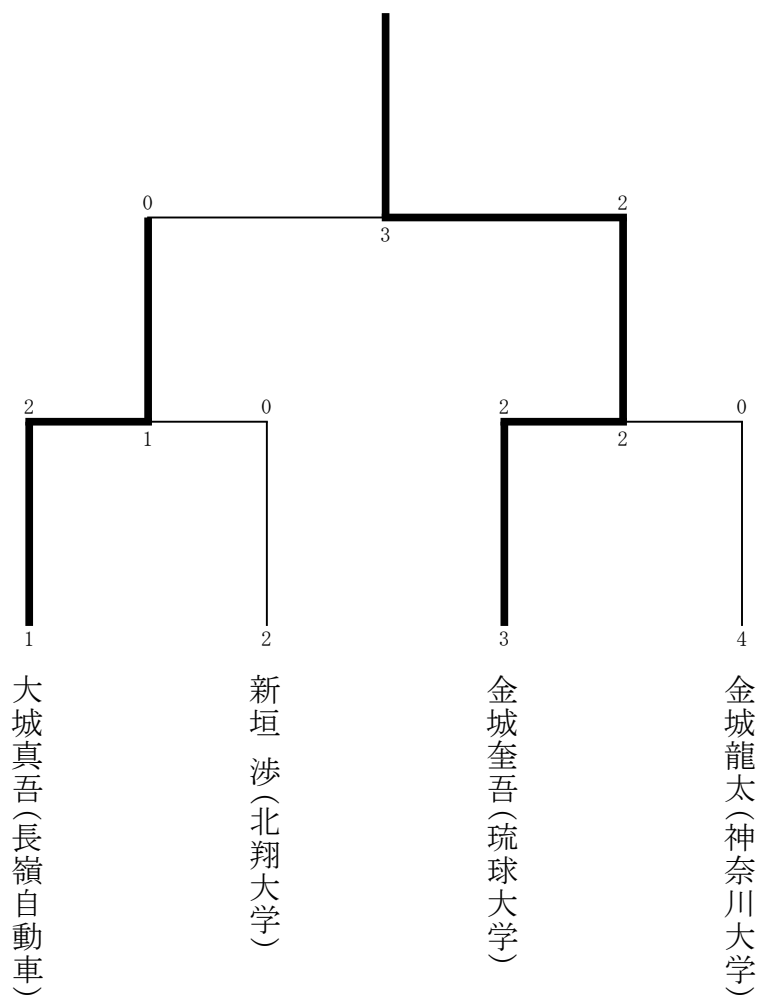 0 2
3
2 0 2 0
1 2
1 2 3 4
大城真吾(長嶺自動車)
新垣 渉(北翔大学)
金城奎吾(琉球大学)
金城龍太(神奈川大学)